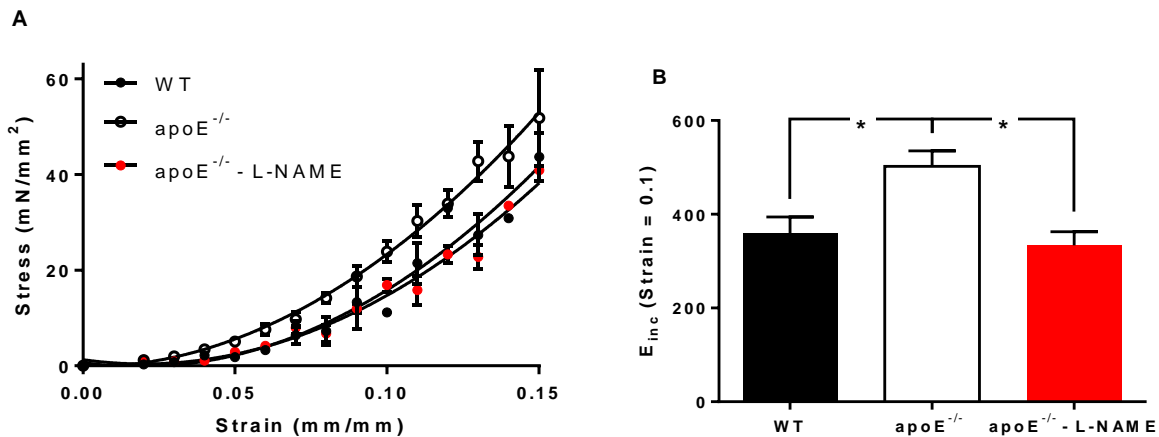 A
Stress (mN/mm²)
60
40
20
0
WT
apoE⁻/⁻
apoE⁻/⁻ - L-NAME
0.00 0.05 0.10 0.15
Strain (mm/mm)
B
E inc (Strain = 0.1)
600
400
200
0
* *
WT apoE⁻/⁻ apoE⁻/⁻ - L-NAME